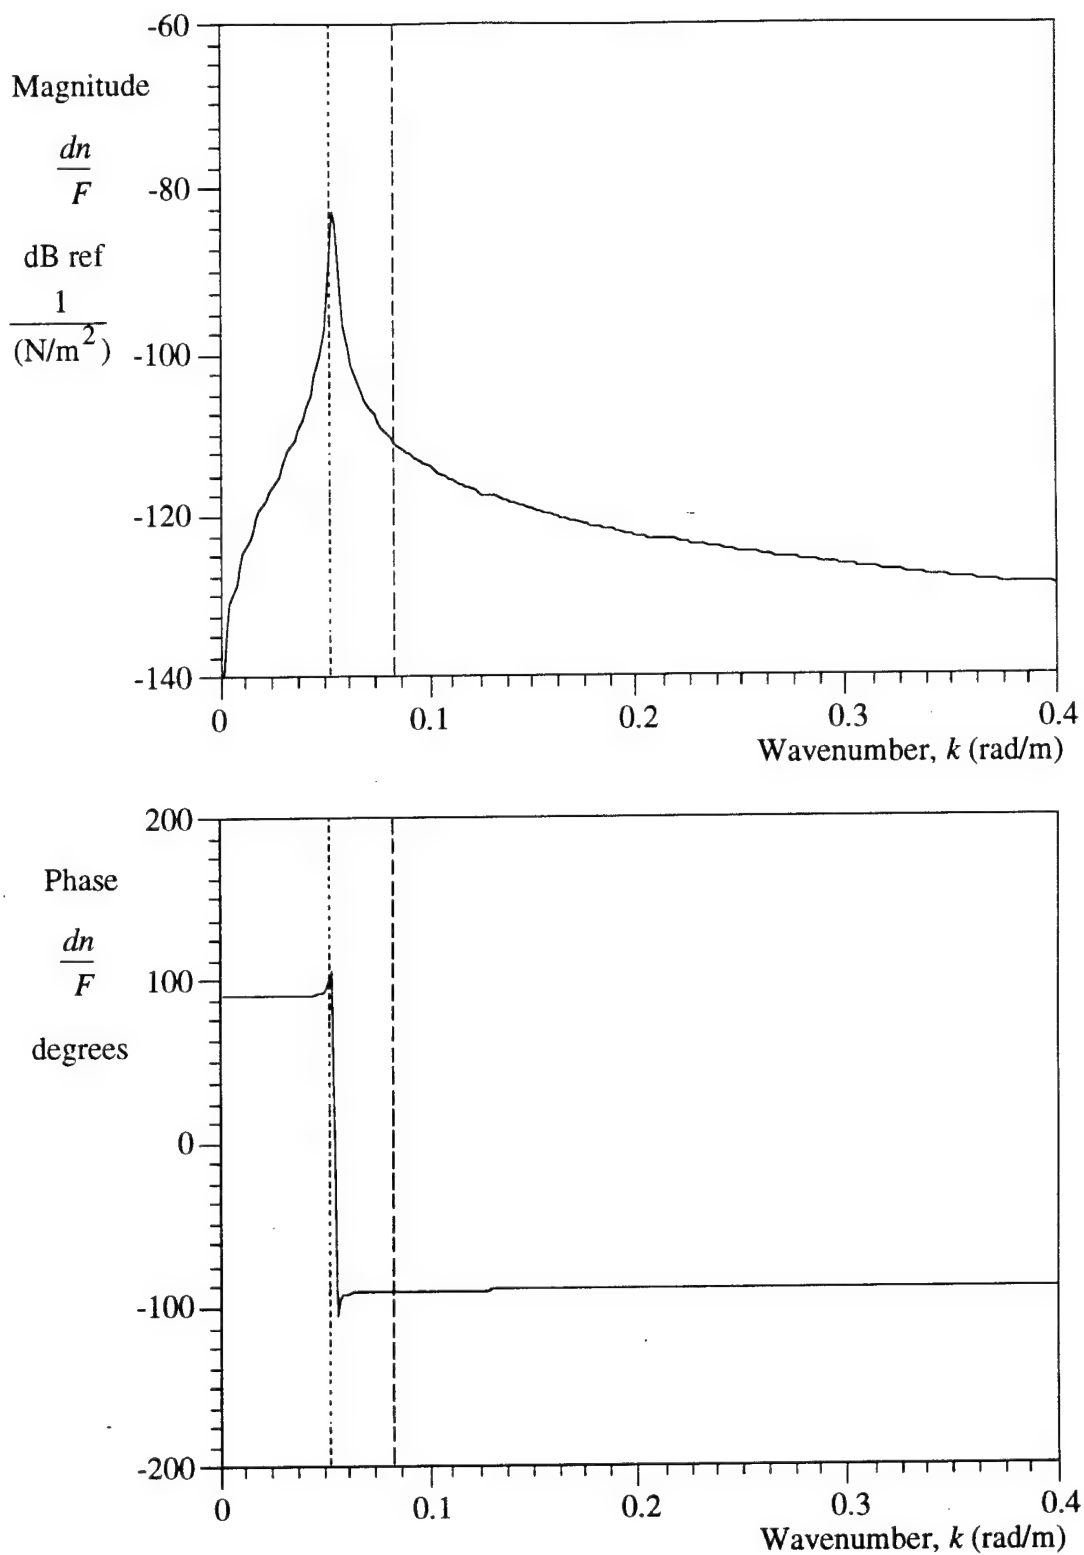 Magnitude
dn
F
dB ref
1
(N/m2)
-60
-80
-100
-120
-140
0
0.1
0.2
0.3
0.4
Wavenumber, k (rad/m)
Phase
dn
F
degrees
200
100
0
-100
-200
0
0.1
0.2
0.3
0.4
Wavenumber, k (rad/m)